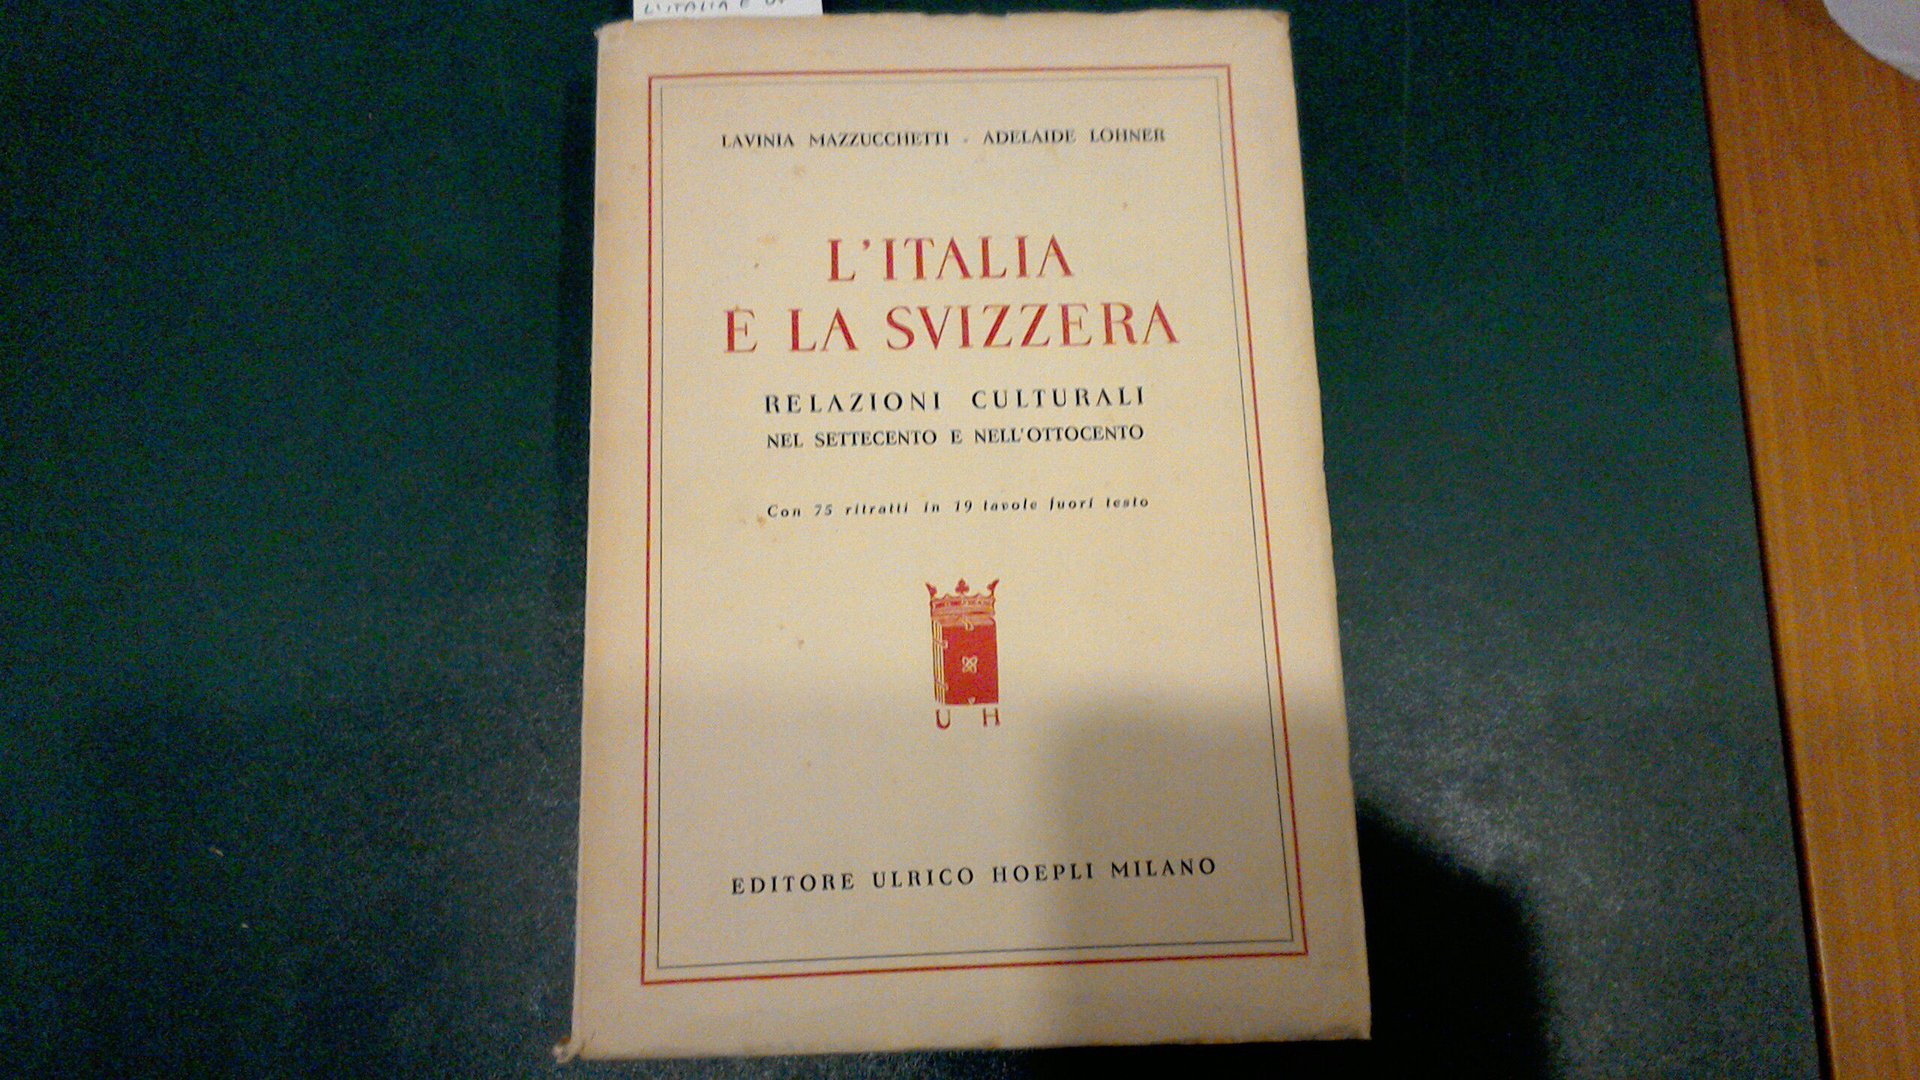 L'ITALIA E
LAVINIA MAZZUCCHETTI - ADELAIDE LOHNER
L'ITALIA
E LA SVIZZERA
RELAZIONI CULTURALI
NEL SETTECENTO E NELL'OTTOCENTO
Con 75 ritratti in 19 tavole fuori testo
U H
EDITORE ULRICO HOEPLI MILANO